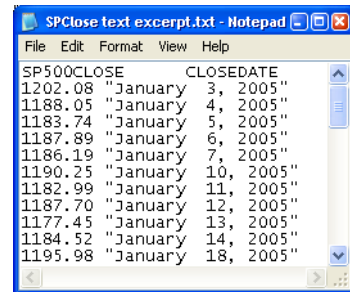 SPClose text excerpt.txt - Notepad
File Edit Format View Help
SP500CLOSE CLOSEDATE
1202.08 "January 3, 2005"
1188.05 "January 4, 2005"
1183.74 "January 5, 2005"
1187.89 "January 6, 2005"
1186.19 "January 7, 2005"
1190.25 "January 10, 2005"
1182.99 "January 11, 2005"
1187.70 "January 12, 2005"
1177.45 "January 13, 2005"
1184.52 "January 14, 2005"
1195.98 "January 18, 2005"